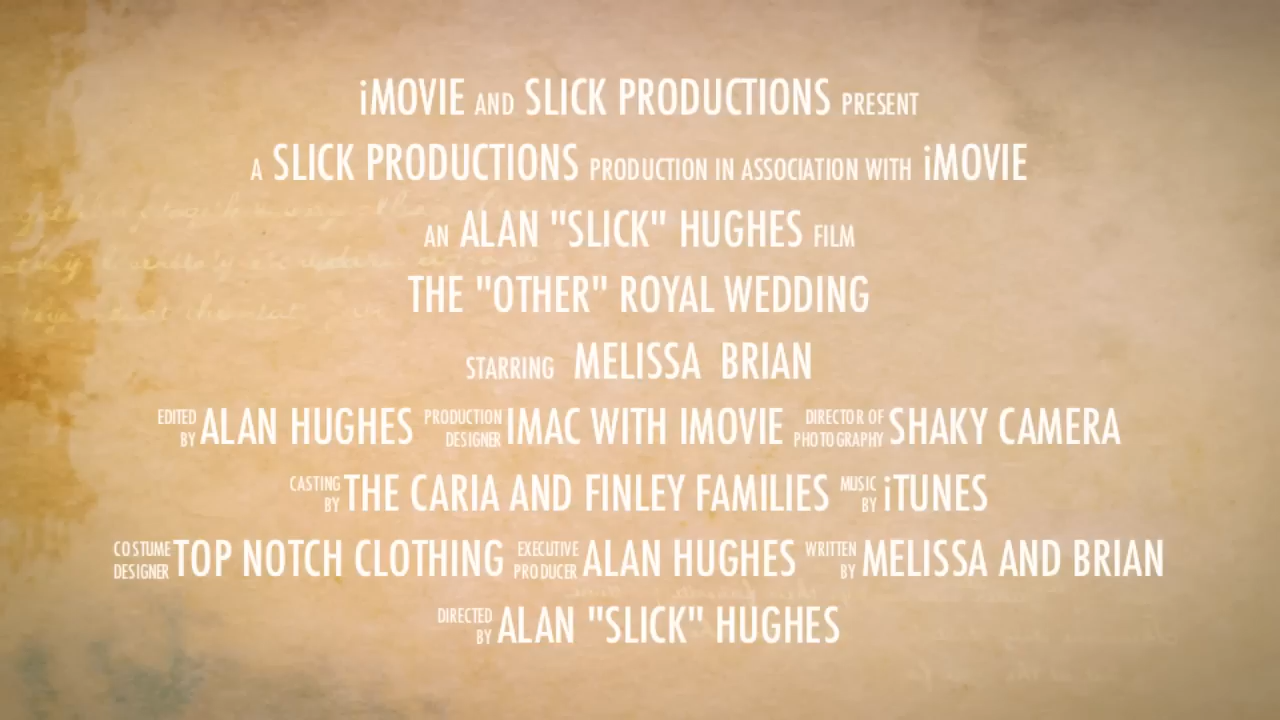 iMOVIE AND SLICK PRODUCTIONS PRESENT
A SLICK PRODUCTIONS PRODUCTION IN ASSOCIATION WITH iMOVIE
AN ALAN "SLICK" HUGHES FILM
THE "OTHER" ROYAL WEDDING
STARRING MELISSA BRIAN
EDITED BY ALAN HUGHES PRODUCTION DESIGNER IMAC WITH IMOVIE DIRECTOR OF PHOTOGRAPHY SHAKY CAMERA
CASTING BY THE CARIA AND FINLEY FAMILIES MUSIC BY iTUNES
COSTUME DESIGNER TOP NOTCH CLOTHING EXECUTIVE PRODUCER ALAN HUGHES WRITTEN BY MELISSA AND BRIAN
DIRECTED BY ALAN "SLICK" HUGHES